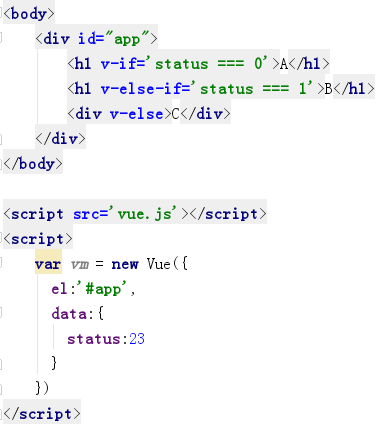 <body>
    <div id="app">
        <h1 v-if='status === 0'>A</h1>
        <h1 v-else-if='status === 1'>B</h1>
        <div v-else>C</div>
    </div>
</body>

<script src='vue.js'></script>
<script>
    var vm = new Vue({
      el:'#app',
      data:{
        status:23
      }
    })
</script>